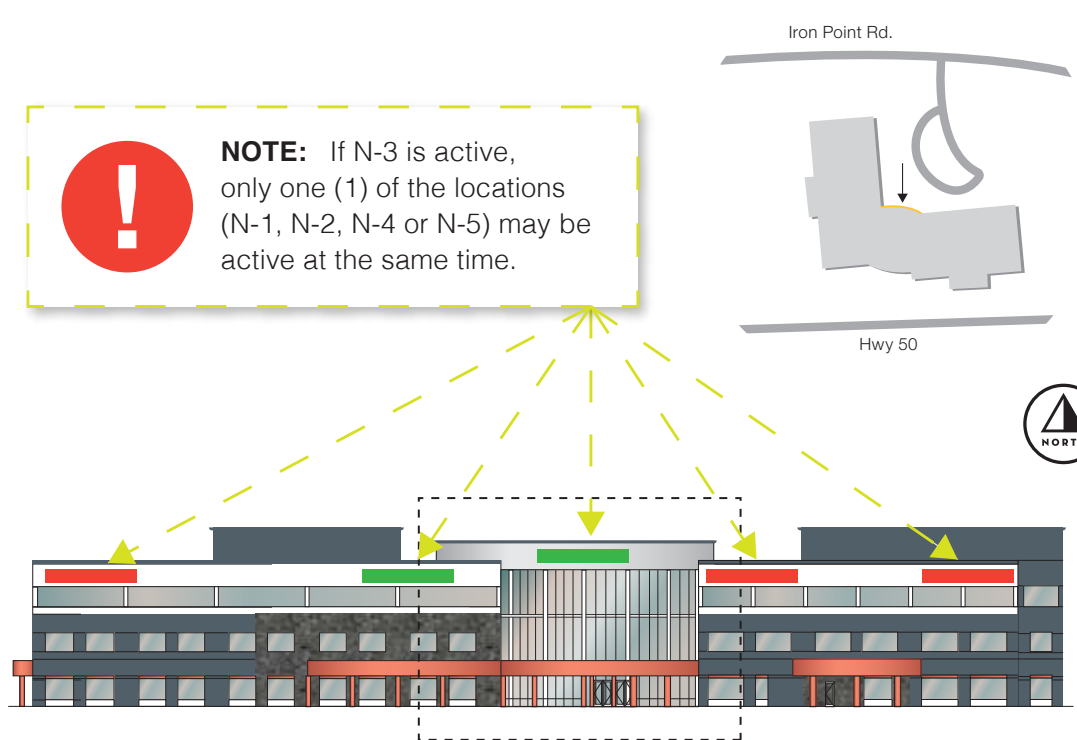 Iron Point Rd.
NOTE: If N-3 is active,
only one (1) of the locations
(N-1, N-2, N-4 or N-5) may be
active at the same time.
Hwy 50